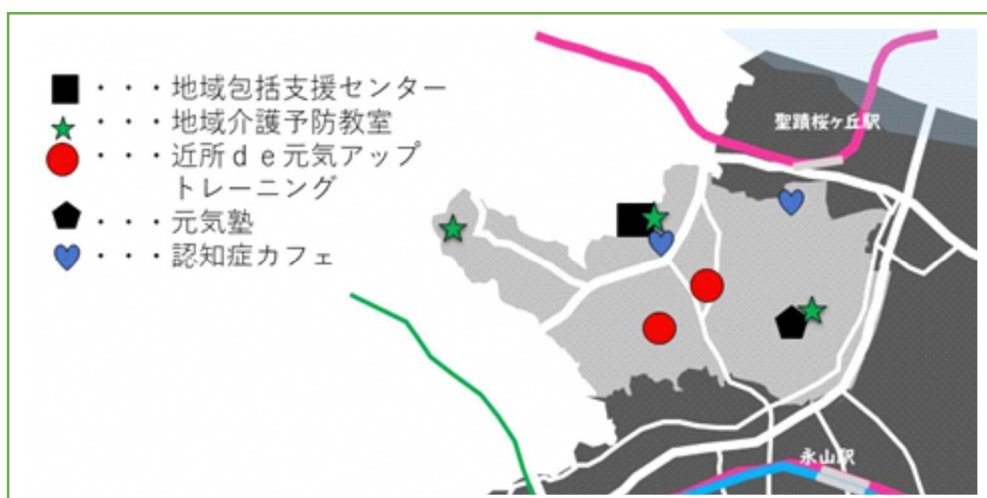 ・・・地域包括支援センター
・・・地域介護予防教室
・・・近所ｄｅ元気アップ
トレーニング
・・・元気塾
・・・認知症カフェ
聖蹟桜ヶ丘駅
永山駅